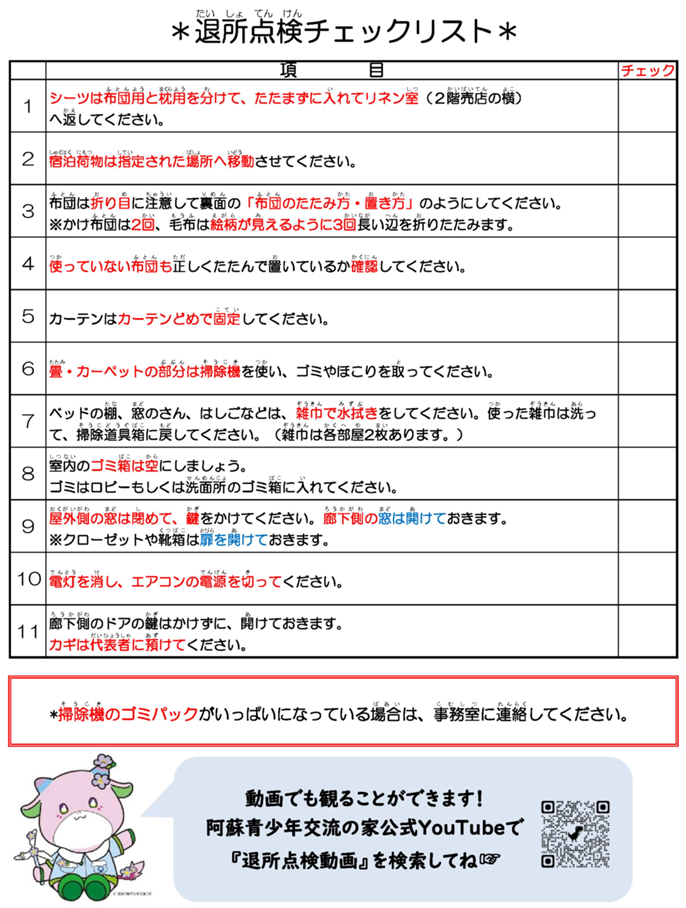 ＊退所点検チェックリスト＊
項　目　チェック
1 シーツは布団用と枕用を分けて、たたまずに入れてリネン室（２階売店の横）
へ返してください。
2 宿泊荷物は指定された場所へ移動させてください。
3 布団は折り目に注意して裏面の「布団のたたみ方・置き方」のようにしてください。
※かけ布団は2回、毛布は絵柄が見えるように3回長い辺を折りたたみます。
4 使っていない布団も正しくたたんで置いているか確認してください。
5 カーテンはカーテンどめで固定してください。
6 畳・カーペットの部分は掃除機を使い、ゴミやほこりを取ってください。
7 ベッドの棚、窓のさん、はしごなどは、雑巾で水拭きをしてください。使った雑巾は洗っ
て、掃除道具箱に戻してください。（雑巾は各部屋2枚あります。）
8 室内のゴミ箱は空にしましょう。
ゴミはロビーもしくは洗面所のゴミ箱に入れてください。
9 屋外側の窓は閉めて、鍵をかけてください。廊下側の窓は開けておきます。
※クローゼットや靴箱は扉を開けておきます。
10 電灯を消し、エアコンの電源を切ってください。
11 廊下側のドアの鍵はかけずに、開けておきます。
カギは代表者に預けてください。
*掃除機のゴミパックがいっぱいになっている場合は、事務室に連絡してください。
動画でも観ることができます！
阿蘇青少年交流の家公式YouTubeで
『退所点検動画』を検索してね☞